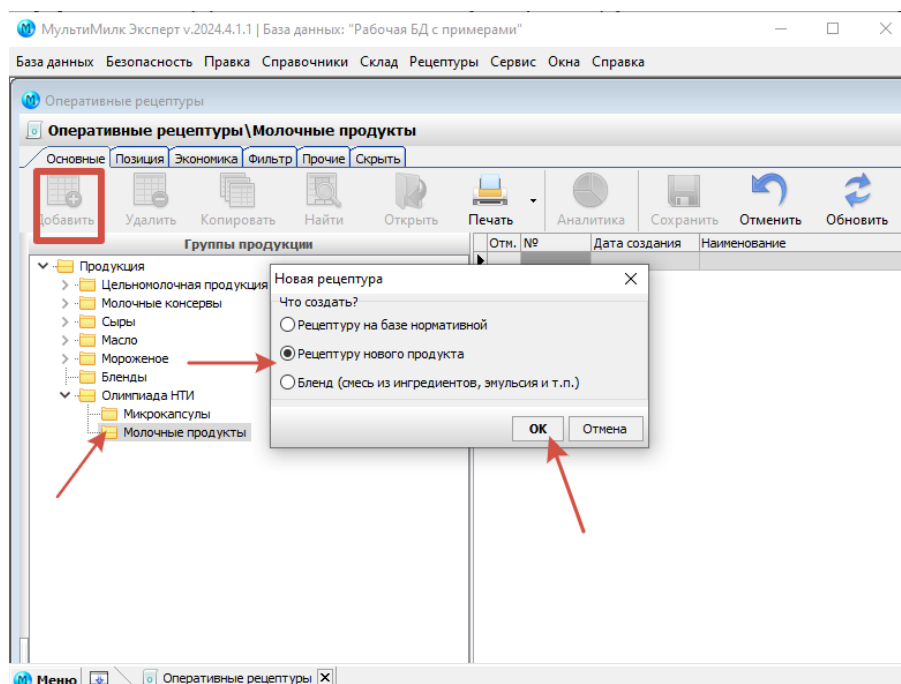 МультиМилк Эксперт v.2024.4.1.1 | База данных: "Рабочая БД с примерами"
База данных Безопасность Правка Справочники Склад Рецептуры Сервис Окна Справка
Оперативные рецептуры
Оперативные рецептуры\Молочные продукты
Основные Позиция Экономика Фильтр Прочие Скрыть
Добавить Удалить Копировать Найти Открыть Печать Аналитика Сохранить Отменить Обновить
Группы продукции
Отм. № Дата создания Наименование
Продукция
Цельномолочная продукция
Молочные консервы
Сыры
Масло
Мороженое
Бленды
Олимпиада НТИ
Микрокапсулы
Молочные продукты
Новая рецептура
Что создать?
Рецептуру на базе нормативной
Рецептуру нового продукта
Бленд (смесь из ингредиентов, эмульсия и т.п.)
ОК Отмена
Меню Оперативные рецептуры